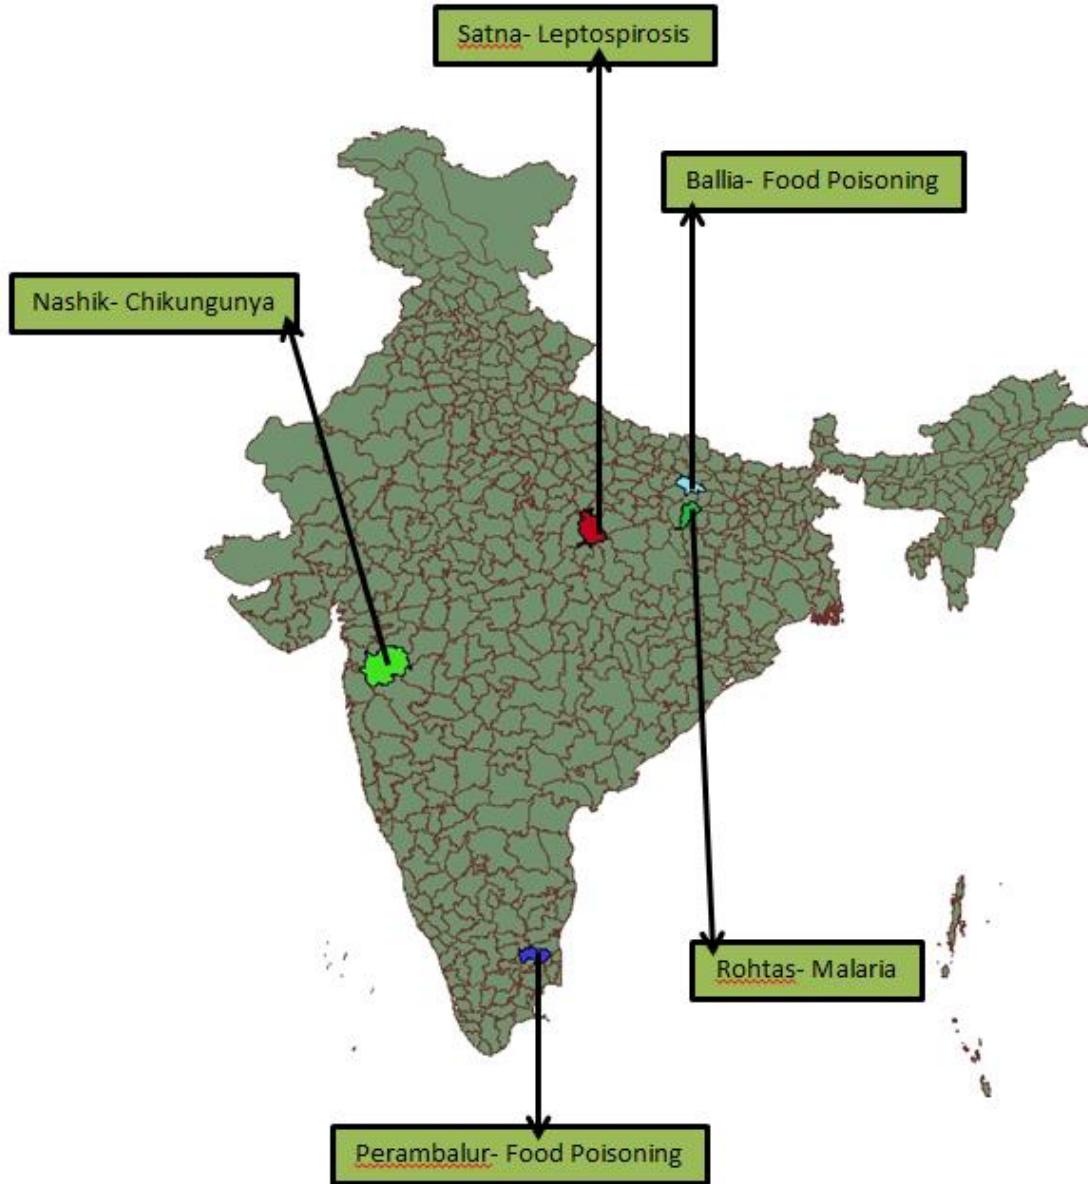 Satna- Leptospirosis
Ballia- Food Poisoning
Nashik- Chikungunya
Rohtas- Malaria
Perambalur- Food Poisoning